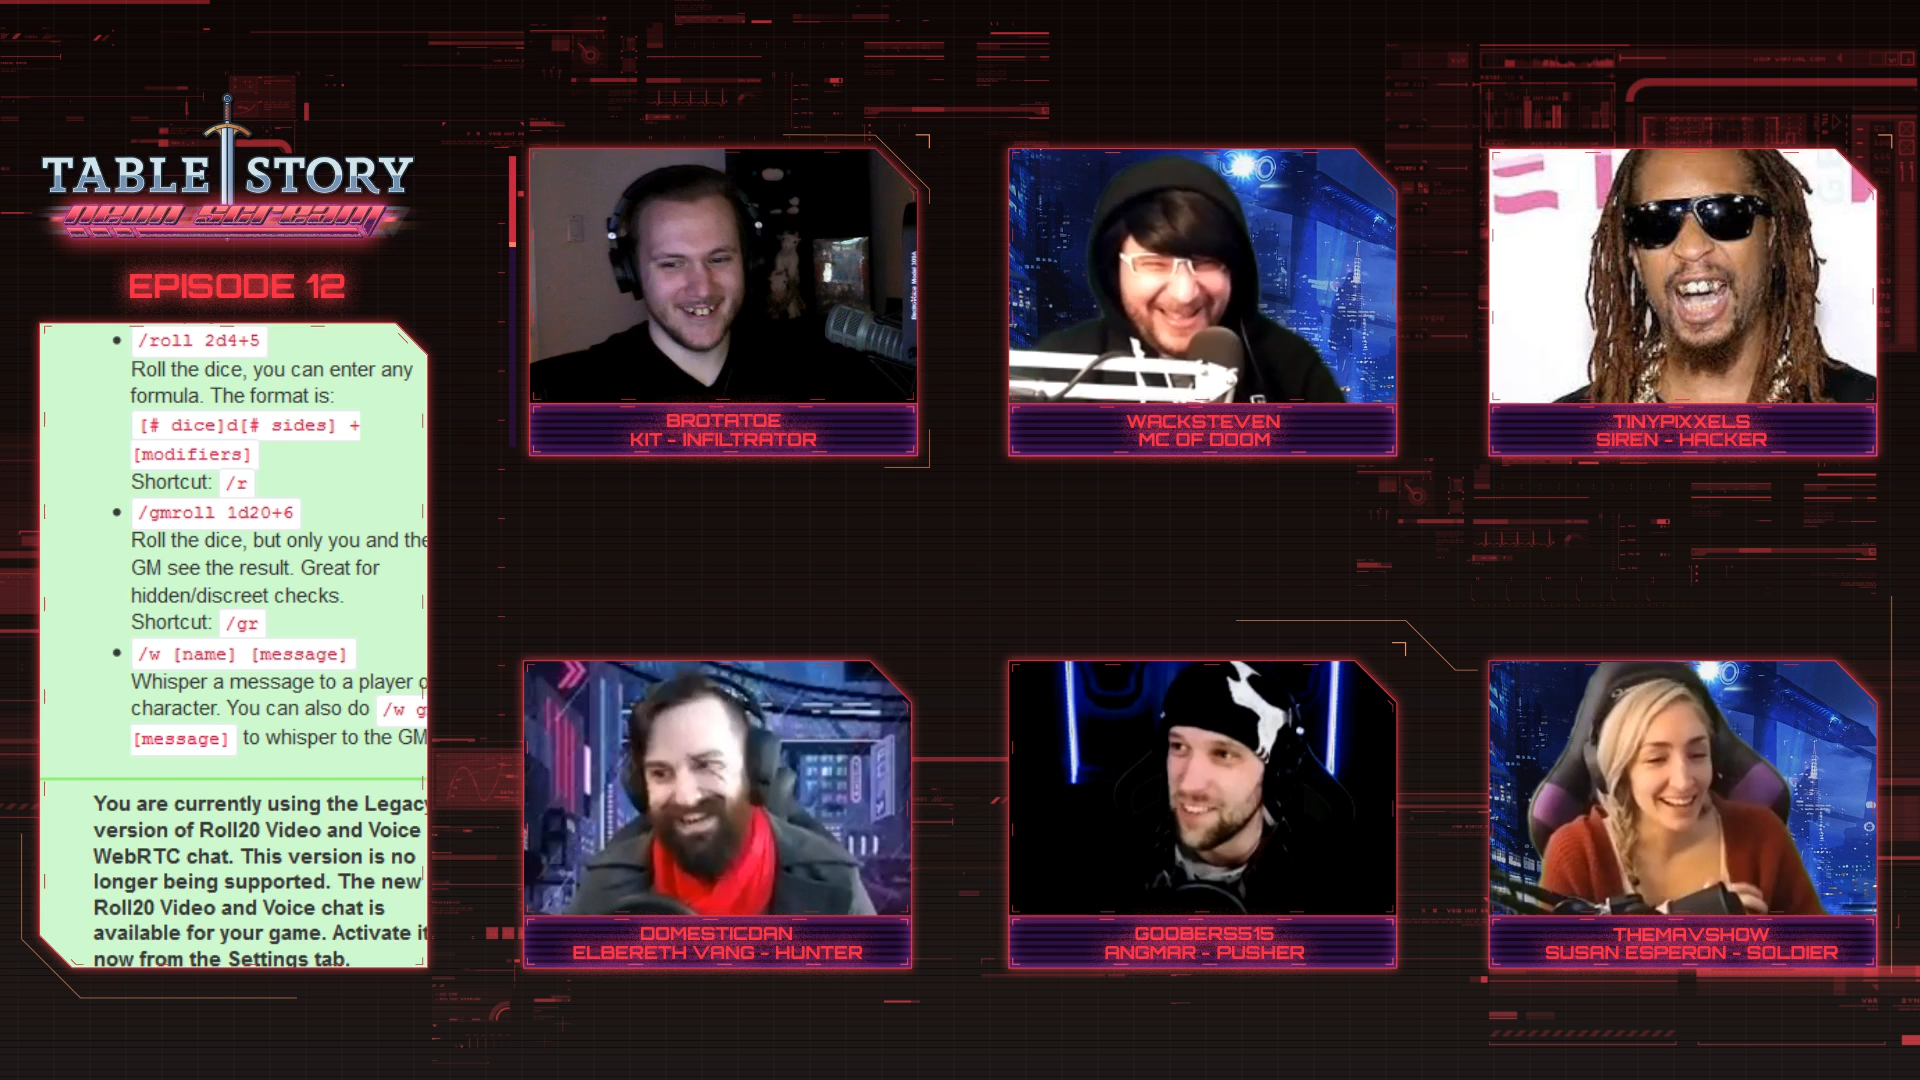 TABLE STORY
neon scream
EPISODE 12
/roll 2d4+5
Roll the dice, you can enter any
formula. The format is:
[# dice]d[# sides] +
[modifiers]
Shortcut: /r
/gmroll 1d20+6
Roll the dice, but only you and the
GM see the result. Great for
hidden/discreet checks.
Shortcut: /gr
/w [name] [message]
Whisper a message to a player
character. You can also do /w
[message] to whisper to the GM
You are currently using the Legacy
version of Roll20 Video and Voice
WebRTC chat. This version is no
longer being supported. The new
Roll20 Video and Voice chat is
available for your game. Activate it
now from the Settings tab.
BROTATOE
KIT - INFILTRATOR
WACKSTEVEN
MC OF DOOM
TINYPIXXELS
SIREN - HACKER
DOMESTICDAN
ELBERETH VANG - HUNTER
GOOBERS515
ANGMAR - PUSHER
THEMAVSHOW
SUSAN ESPERON - SOLDIER